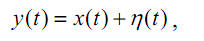 y(t) = x(t) + η(t) ,